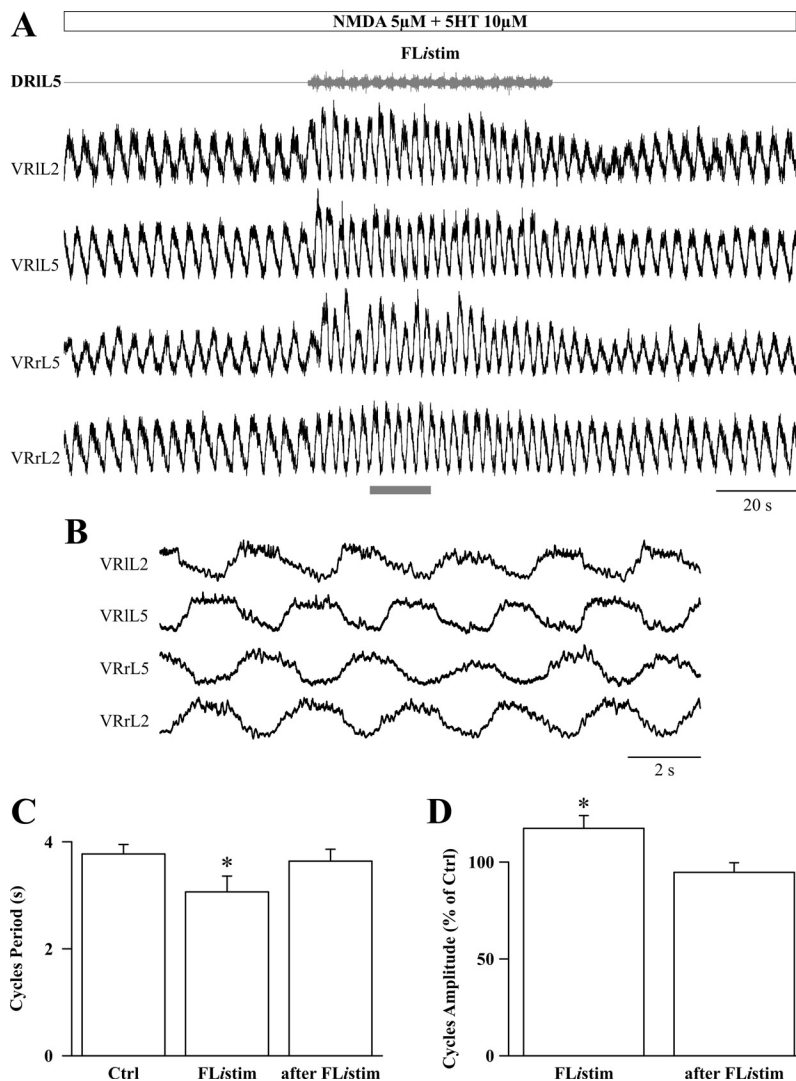 A
NMDA 5µM + 5HT 10µM
FListim
DRlL5
VRlL2
VRlL5
VRrL5
VRrL2
20 s
B
VRlL2
VRlL5
VRrL5
VRrL2
2 s
C
Cycles Period (s)
4
2
0
*
Ctrl
FListim
after FListim
D
Cycles Amplitude (% of Ctrl)
100
50
0
*
FListim
after FListim